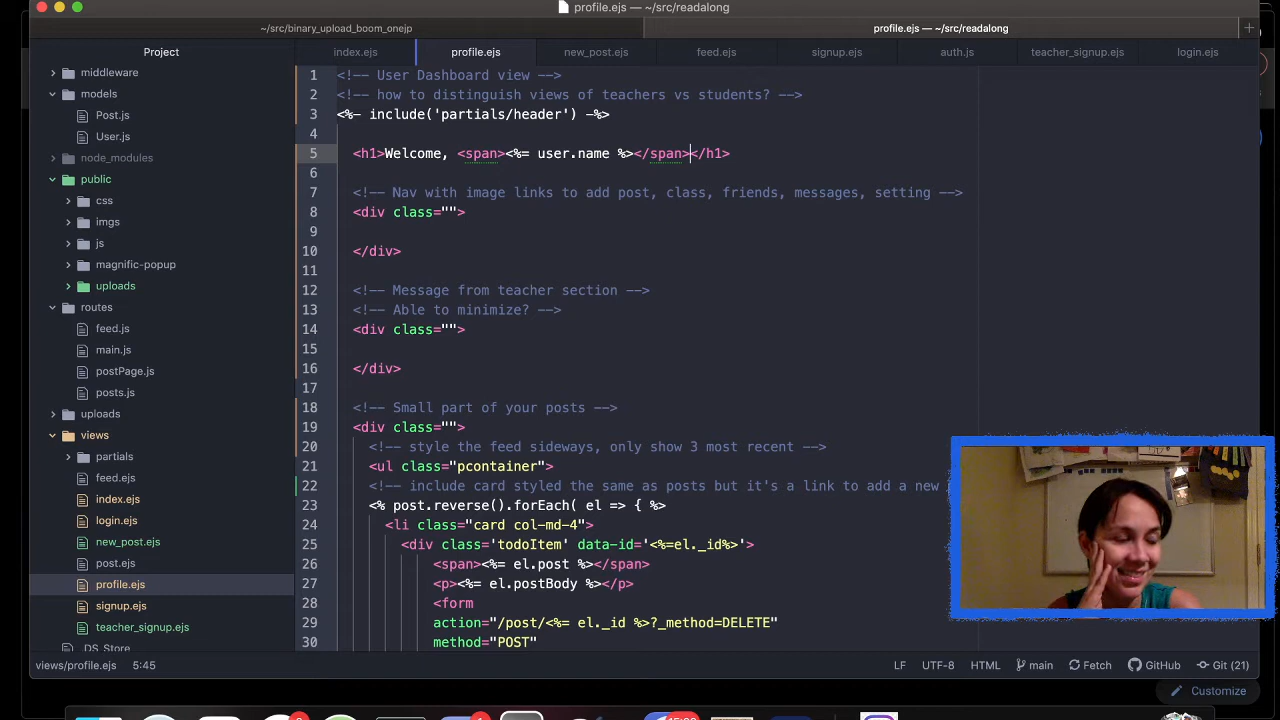 profile.ejs
~/src/binary_upload_boom_onejp
profile.ejs — ~/src/readalong
Project
index.ejs
profile.ejs
new_post.ejs
feed.ejs
signup.ejs
auth.js
teacher_signup.ejs
login.ejs
middleware
models
Post.js
User.js
node_modules
public
css
imgs
js
magnific-popup
uploads
routes
feed.js
main.js
postPage.js
posts.js
uploads
views
partials
feed.ejs
index.ejs
login.ejs
new_post.ejs
post.ejs
profile.ejs
signup.ejs
teacher_signup.ejs
.DS_Store
1 <!-- User Dashboard view -->
2 <!-- how to distinguish views of teachers vs students? -->
3 <%- include('partials/header') -%>
4
5 <h1>Welcome, <span><%= user.name %></span></h1>
6
7 <!-- Nav with image links to add post, class, friends, messages, setting -->
8 <div class="">
9
10 </div>
11
12 <!-- Message from teacher section -->
13 <!-- Able to minimize? -->
14 <div class="">
15
16 </div>
17
18 <!-- Small part of your posts -->
19 <div class="">
20 <!-- style the feed sideways, only show 3 most recent -->
21 <ul class="pcontainer">
22 <!-- include card styled the same as posts but it's a link to add a new
23 <% post.reverse().forEach( el => { %>
24 <li class="card col-md-4">
25 <div class='todoItem' data-id='<%=el._id%>'>
26 <span><%= el.post %></span>
27 <p><%= el.postBody %></p>
28 <form
29 action="/post/<%= el._id %>?_method=DELETE"
30 method="POST"
views/profile.ejs 5:45
LF UTF-8 HTML main Fetch GitHub Git (21)
Customize